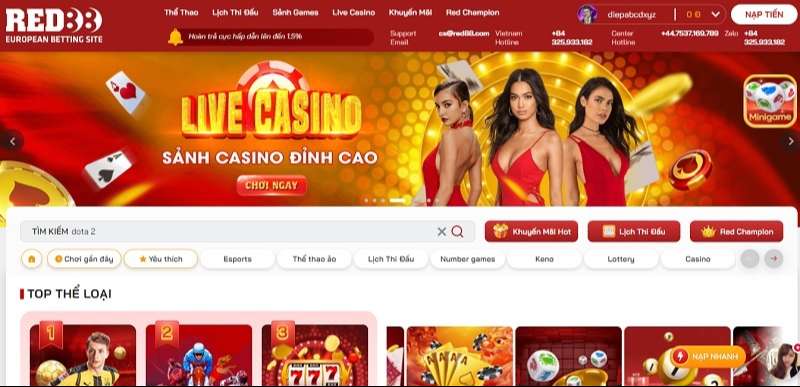 RED88
EUROPEAN BETTING SITE
Thể Thao Lịch Thi Đấu Sảnh Games Live Casino Khuyến Mãi Red Champion
diepabcdxyz 0 Đ NẠP TIỀN
Hoàn trả cực hấp dẫn lên đến 1,5%
Support Email cs@red88.com Vietnam Hotline +84 325.933.182 Center Hotline +44.7537.169.789 Zalo +84 325.933.182
LIVE CASINO
SẢNH CASINO ĐỈNH CAO
CHƠI NGAY
Minigame
TÌM KIẾM dota 2
Khuyến Mãi Hot Lịch Thi Đấu Red Champion
Chơi gần đây Yêu thích Esports Thể thao ảo Lịch Thi Đấu Number games Keno Lottery Casino
TOP THỂ LOẠI
1 2 3
NẠP NHANH